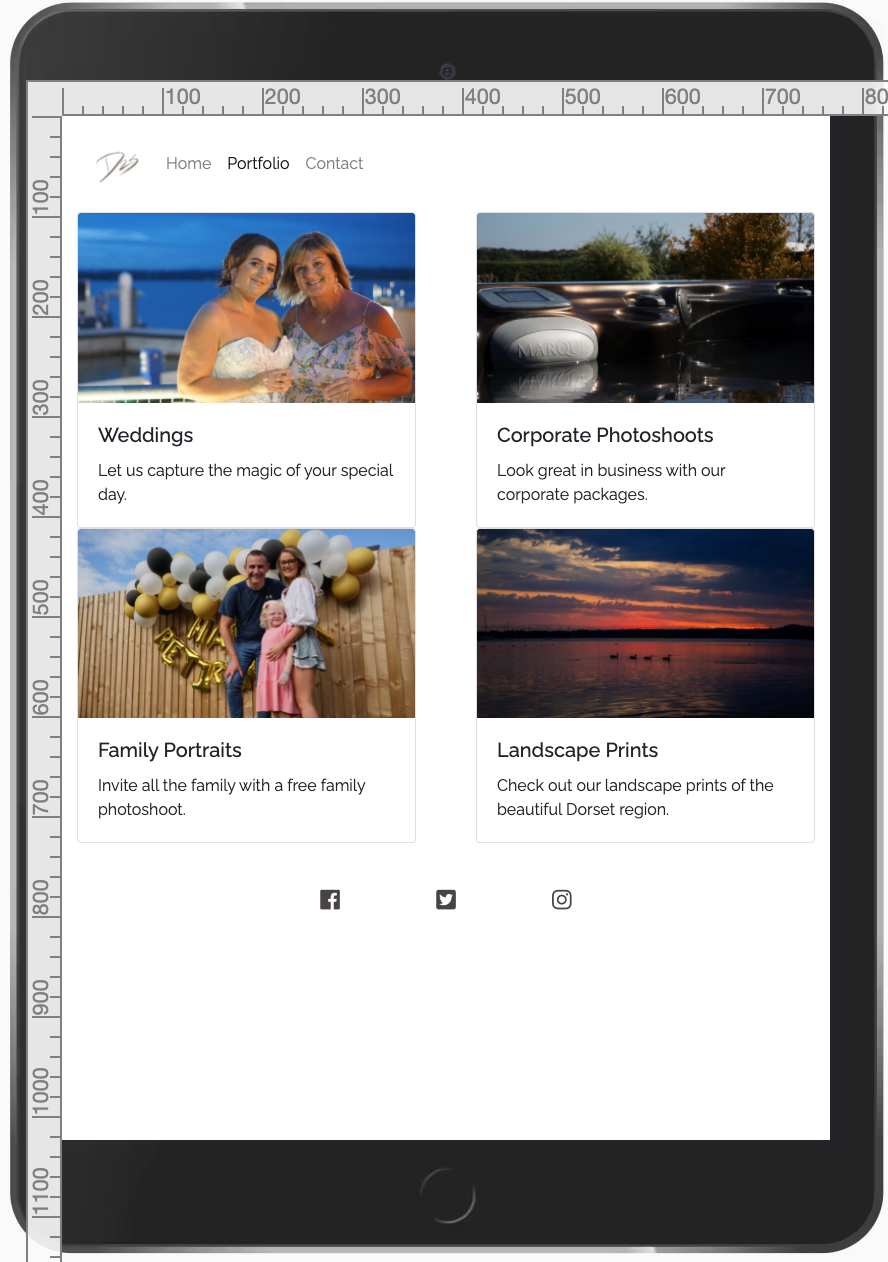 100
200
300
400
500
600
700
80
100
200
300
400
500
600
700
800
900
1000
1100
Home Portfolio Contact
MARQUI
Weddings
Let us capture the magic of your special
day.
Corporate Photoshoots
Look great in business with our
corporate packages.
Family Portraits
Invite all the family with a free family
photoshoot.
Landscape Prints
Check out our landscape prints of the
beautiful Dorset region.